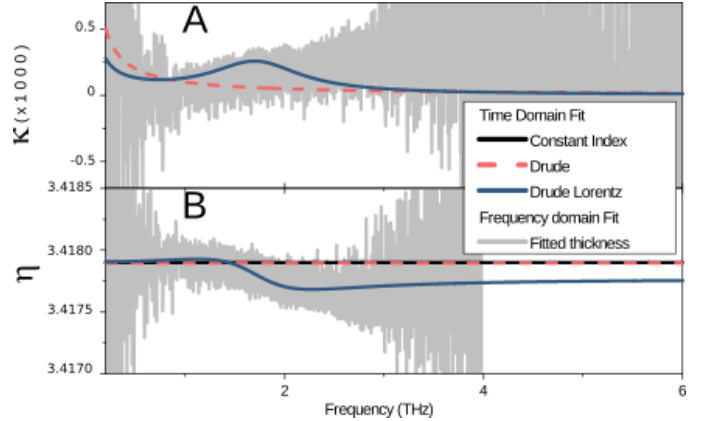 A
0.5
0
-0.5
κ (x1000)
Time Domain Fit
Constant Index
Drude
Drude Lorentz
Frequency domain Fit
Fitted thickness
B
3.4185
3.4180
3.4175
3.4170
η
2
4
6
Frequency (THz)